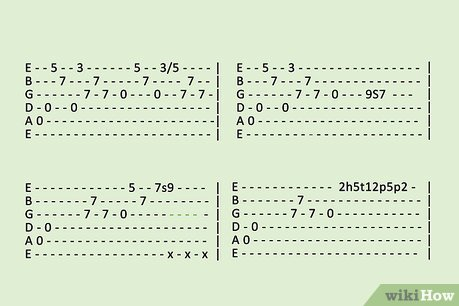 E - - 5 - - 3 - - - - - - - 5 - - 3/5 - - - - |
B - - - 7 - - - 7 - - - - - - 7 - - - - 7 - - |
G - - - - - - 7 - 7 - 0 - - - 0 - - 7 - 7 - |
D - 0 - - 0 - - - - - - - - - - - - - - - - - |
A 0 - - - - - - - - - - - - - - - - - - - - - |
E - - - - - - - - - - - - - - - - - - - - - - |
E - - 5 - - 3 - - - - - - - - - - - - - - - |
B - - - 7 - - - 7 - - - - - - - - - - - - - |
G - - - - - - 7 - 7 - 0 - - - 9S7 - - - |
D - 0 - - 0 - - - - - - - - - - - - - - - - |
A 0 - - - - - - - - - - - - - - - - - - - - |
E - - - - - - - - - - - - - - - - - - - - - |
E - - - - - - - - - - - 5 - - 7s9 - - - - |
B - - - - - - 7 - - - - - 7 - - - - - - - |
G - - - - - 7 - 7 - 0 - - - - - - |
D - 0 - - - - - - - - - - - - - - - - - - |
A 0 - - - - - - - - - - - - - - - - - - - |
E - - - - - - - - - - - - - - - - x - x - x |
E - - - - - - - - - - - - 2h5t12p5p2 - |
B - - - - - - - 7 - - - - - - - - - - - - |
G - - - - - - 7 - 7 - 0 - - - - - - - - - |
D - 0 - - - - - - - - - - - - - - - - - - |
A 0 - - - - - - - - - - - - - - - - - - - |
E - - - - - - - - - - - - - - - - - - - - |
wikiHow